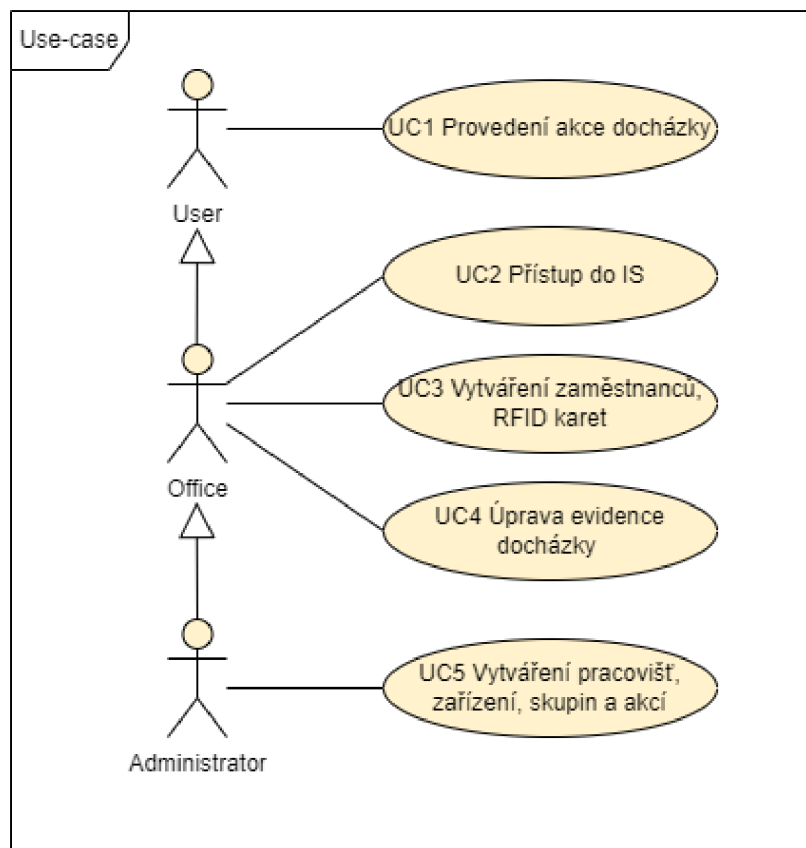 Use-case
UC1 Provedení akce docházky
User
UC2 Přístup do IS
UC3 Vytváření zaměstnanců,
RFID karet
Office
UC4 Úprava evidence
docházky
UC5 Vytváření pracovišť,
zařízení, skupin a akcí
Administrator